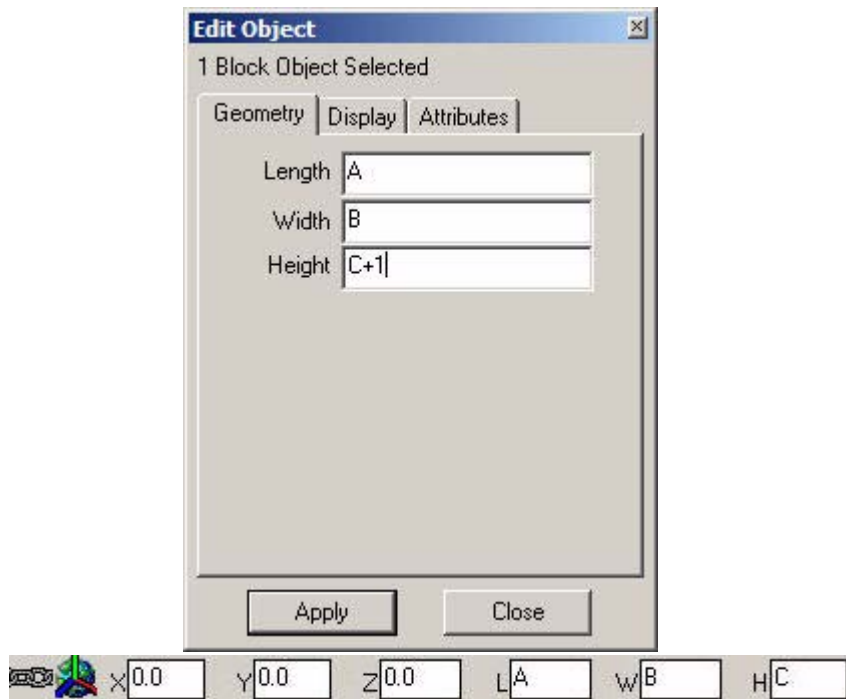 Edit Object
1 Block Object Selected
Geometry Display Attributes
Length A
Width B
Height C+1
Apply Close
X 0.0 Y 0.0 Z 0.0 L A W B H C